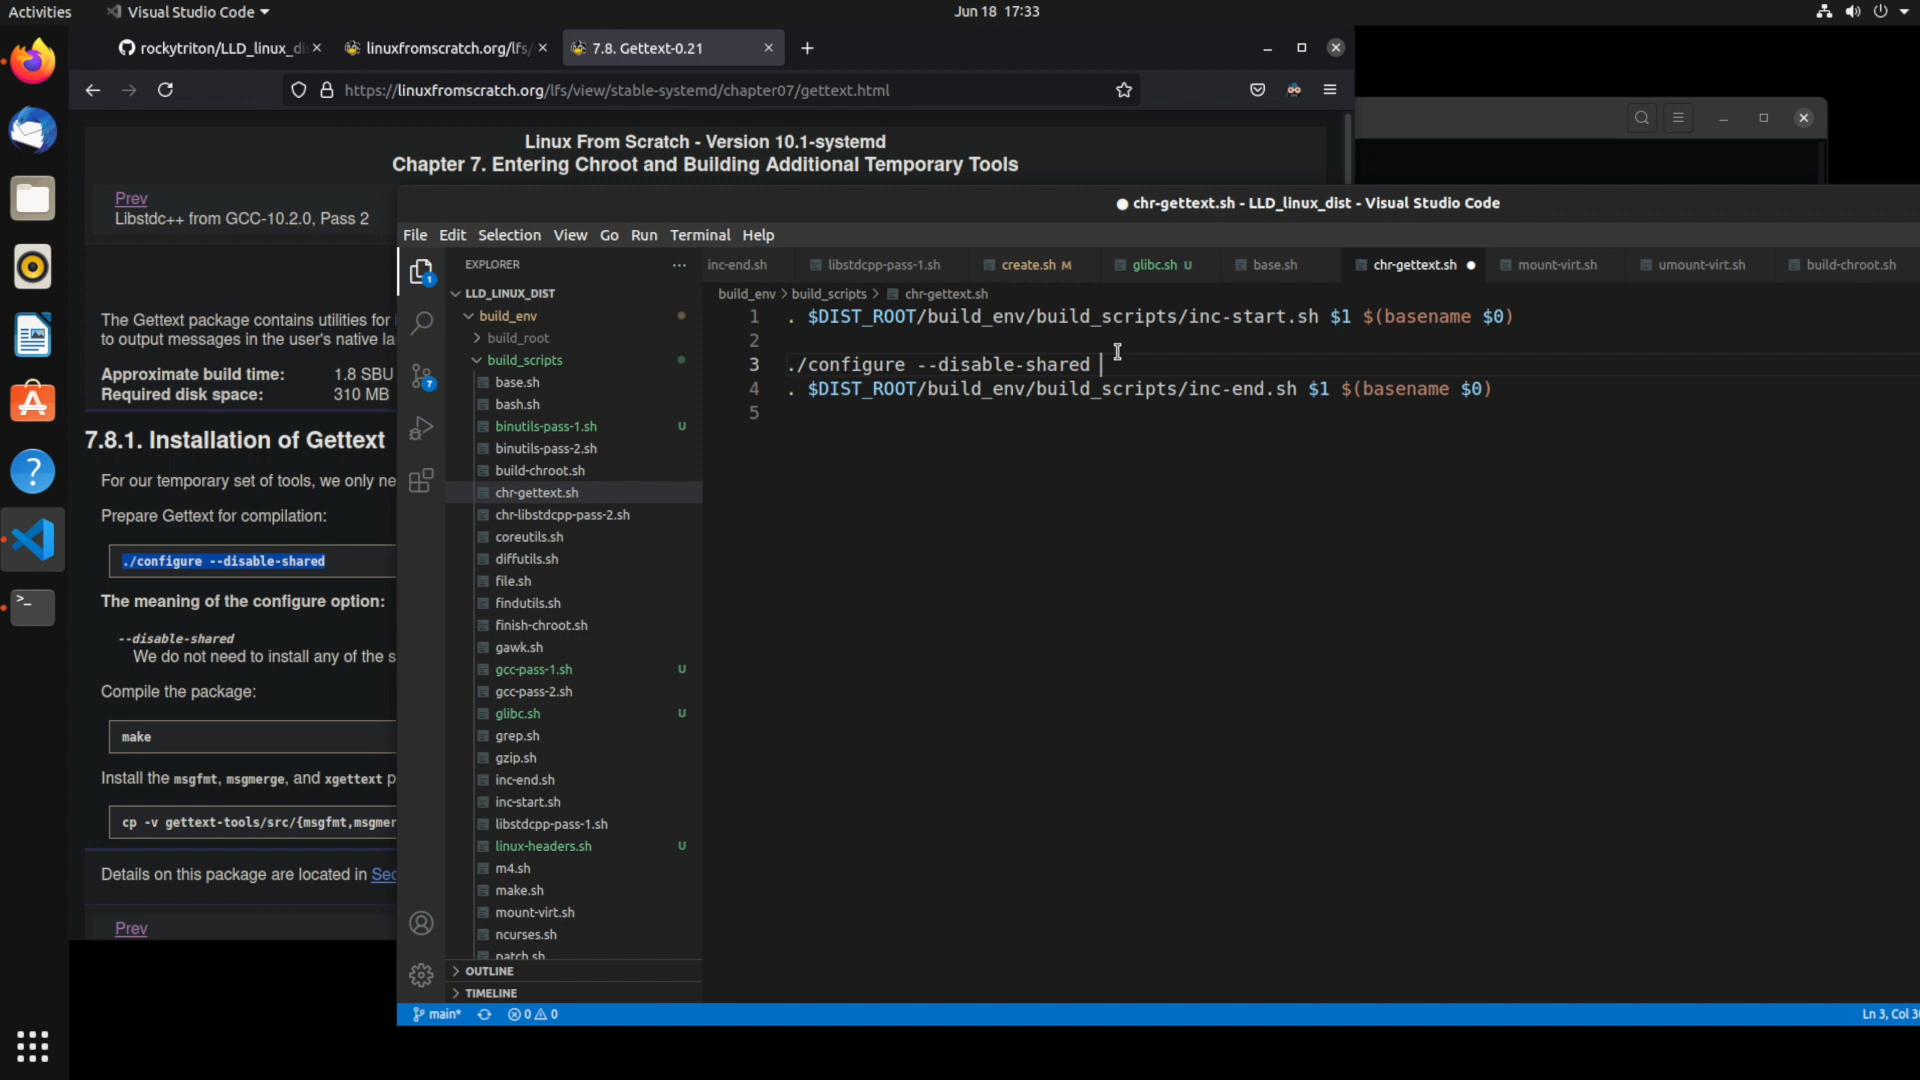 Activities
Visual Studio Code
Jun 18 17:33
rockytriton/LLD_linux_di
linuxfromscratch.org/lfs/
7.8. Gettext-0.21
https://linuxfromscratch.org/lfs/view/stable-systemd/chapter07/gettext.html
Linux From Scratch - Version 10.1-systemd
Chapter 7. Entering Chroot and Building Additional Temporary Tools
Prev
Libstdc++ from GCC-10.2.0, Pass 2
The Gettext package contains utilities for
to output messages in the user's native la
Approximate build time: 1.8 SBU
Required disk space: 310 MB
7.8.1. Installation of Gettext
For our temporary set of tools, we only ne
Prepare Gettext for compilation:
./configure --disable-shared
The meaning of the configure option:
--disable-shared
We do not need to install any of the s
Compile the package:
make
Install the msgfmt, msgmerge, and xgettext p
cp -v gettext-tools/src/{msgfmt,msgmer
Details on this package are located in Sec
Prev
chr-gettext.sh - LLD_linux_dist - Visual Studio Code
File Edit Selection View Go Run Terminal Help
EXPLORER
inc-end.sh
libstdcpp-pass-1.sh
create.sh M
glibc.sh U
base.sh
chr-gettext.sh
mount-virt.sh
umount-virt.sh
build-chroot.sh
1
7
LLD_LINUX_DIST
build_env
build_root
build_scripts
base.sh
bash.sh
binutils-pass-1.sh U
binutils-pass-2.sh
build-chroot.sh
chr-gettext.sh
chr-libstdcpp-pass-2.sh
coreutils.sh
diffutils.sh
file.sh
findutils.sh
finish-chroot.sh
gawk.sh
gcc-pass-1.sh U
gcc-pass-2.sh
glibc.sh U
grep.sh
gzip.sh
inc-end.sh
inc-start.sh
libstdcpp-pass-1.sh
linux-headers.sh U
m4.sh
make.sh
mount-virt.sh
ncurses.sh
patch.sh
OUTLINE
TIMELINE
build_env > build_scripts > chr-gettext.sh
1 . $DIST_ROOT/build_env/build_scripts/inc-start.sh $1 $(basename $0)
2
3 ./configure --disable-shared
4 . $DIST_ROOT/build_env/build_scripts/inc-end.sh $1 $(basename $0)
5
main* 0 0
Ln 3, Col